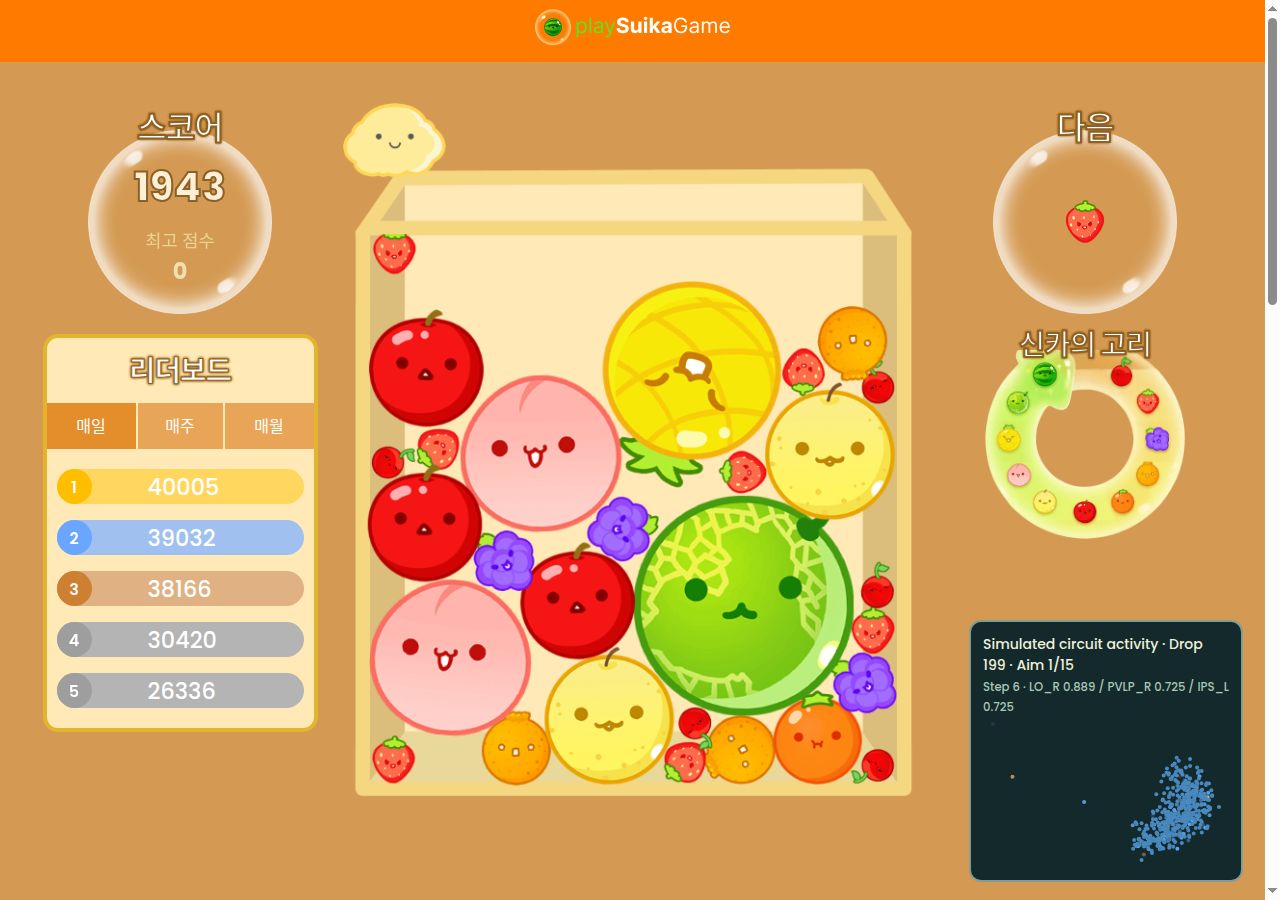 playSuikaGame
스코어
1943
최고 점수
0
다음
리더보드
매일
매주
매월
1 40005
2 39032
3 38166
4 30420
5 26336
신카의 고리
Simulated circuit activity · Drop
199 · Aim 1/15
Step 6 · LO_R 0.889 / PVLP_R 0.725 / IPS_L
0.725